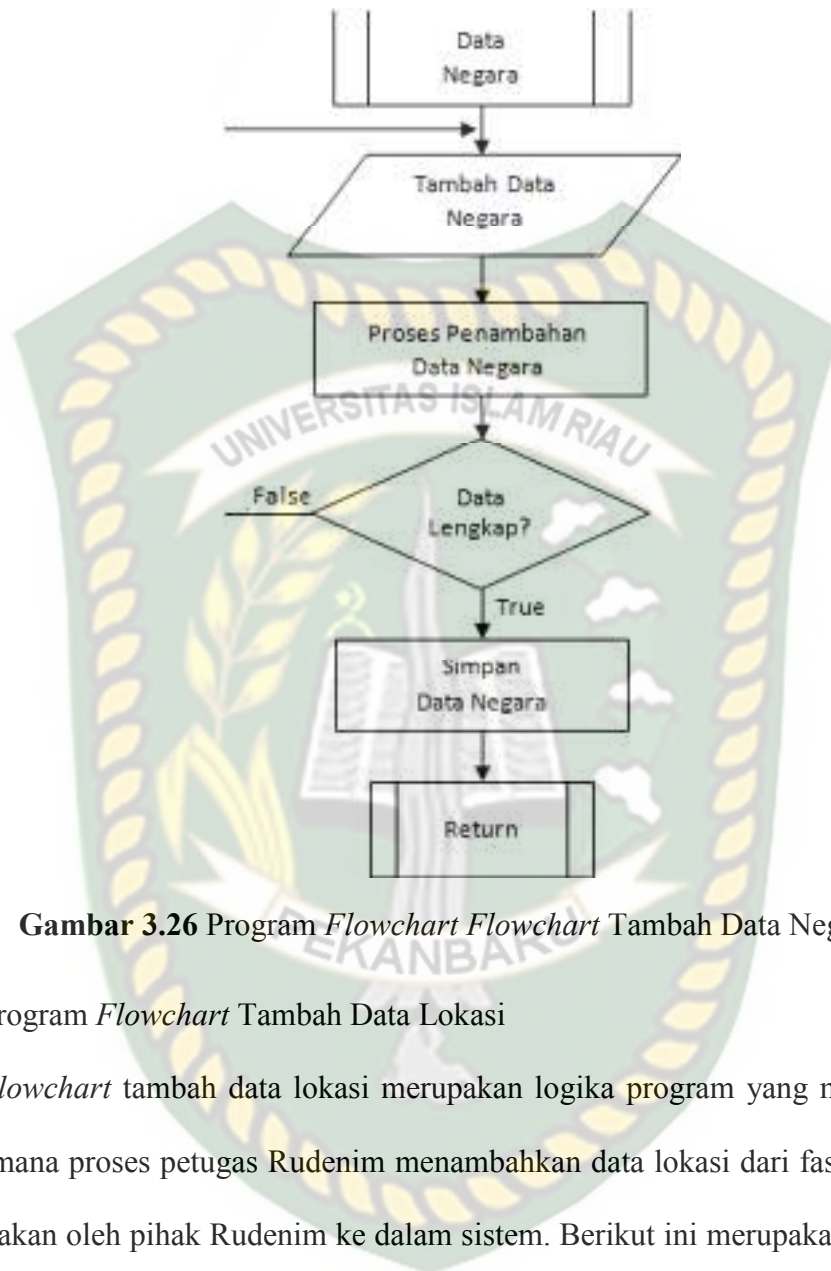 Data
Negara
Tambah Data
Negara
Proses Penambahan
Data Negara
UNIVERSITAS ISLAM RIAU
False
Data
Lengkap?
True
Simpan
Data Negara
Return
Gambar 3.26 Program Flowchart Flowchart Tambah Data Neg
PEKANBARU
rogram Flowchart Tambah Data Lokasi
lowchart tambah data lokasi merupakan logika program yang m
mana proses petugas Rudenim menambahkan data lokasi dari fas
akan oleh pihak Rudenim ke dalam sistem. Berikut ini merupaka